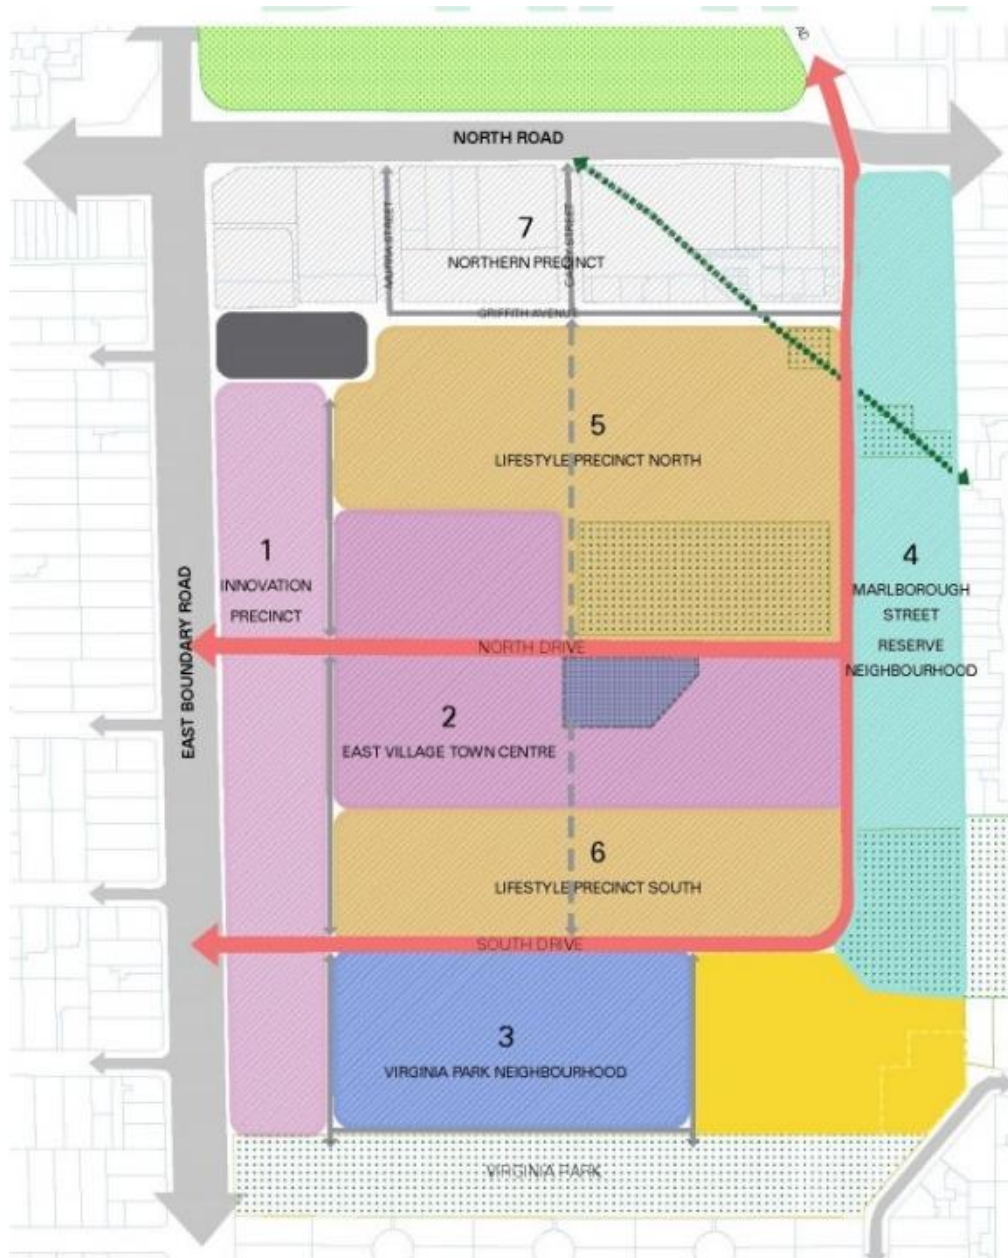 NORTH ROAD
MURRA STREET
7
NORTHERN PRECINCT
GRIFFITH AVENUE
5
LIFESTYLE PRECINCT NORTH
1
INNOVATION
PRECINCT
EAST BOUNDARY ROAD
4
MARLBOROUGH
STREET
RESERVE
NEIGHBOURHOOD
NORTH DRIVE
2
EAST VILLAGE TOWN CENTRE
6
LIFESTYLE PRECINCT SOUTH
SOUTH DRIVE
3
VIRGINIA PARK NEIGHBOURHOOD
VIRGINIA PARK